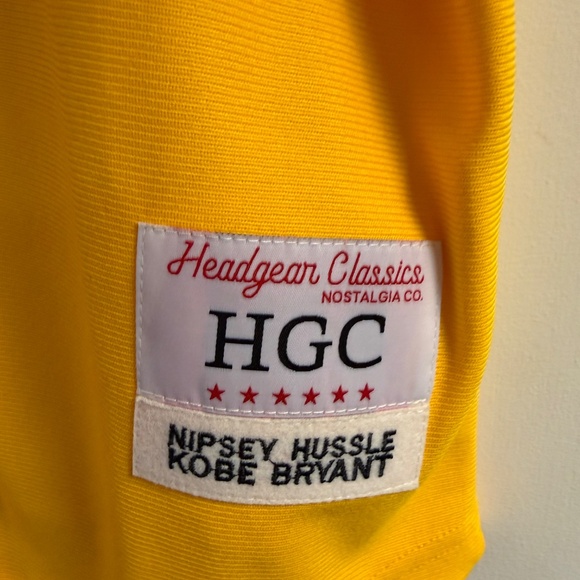 Headgear Classics
NOSTALGIA CO.
HGC
NIPSEY HUSSLE
KOBE BRYANT